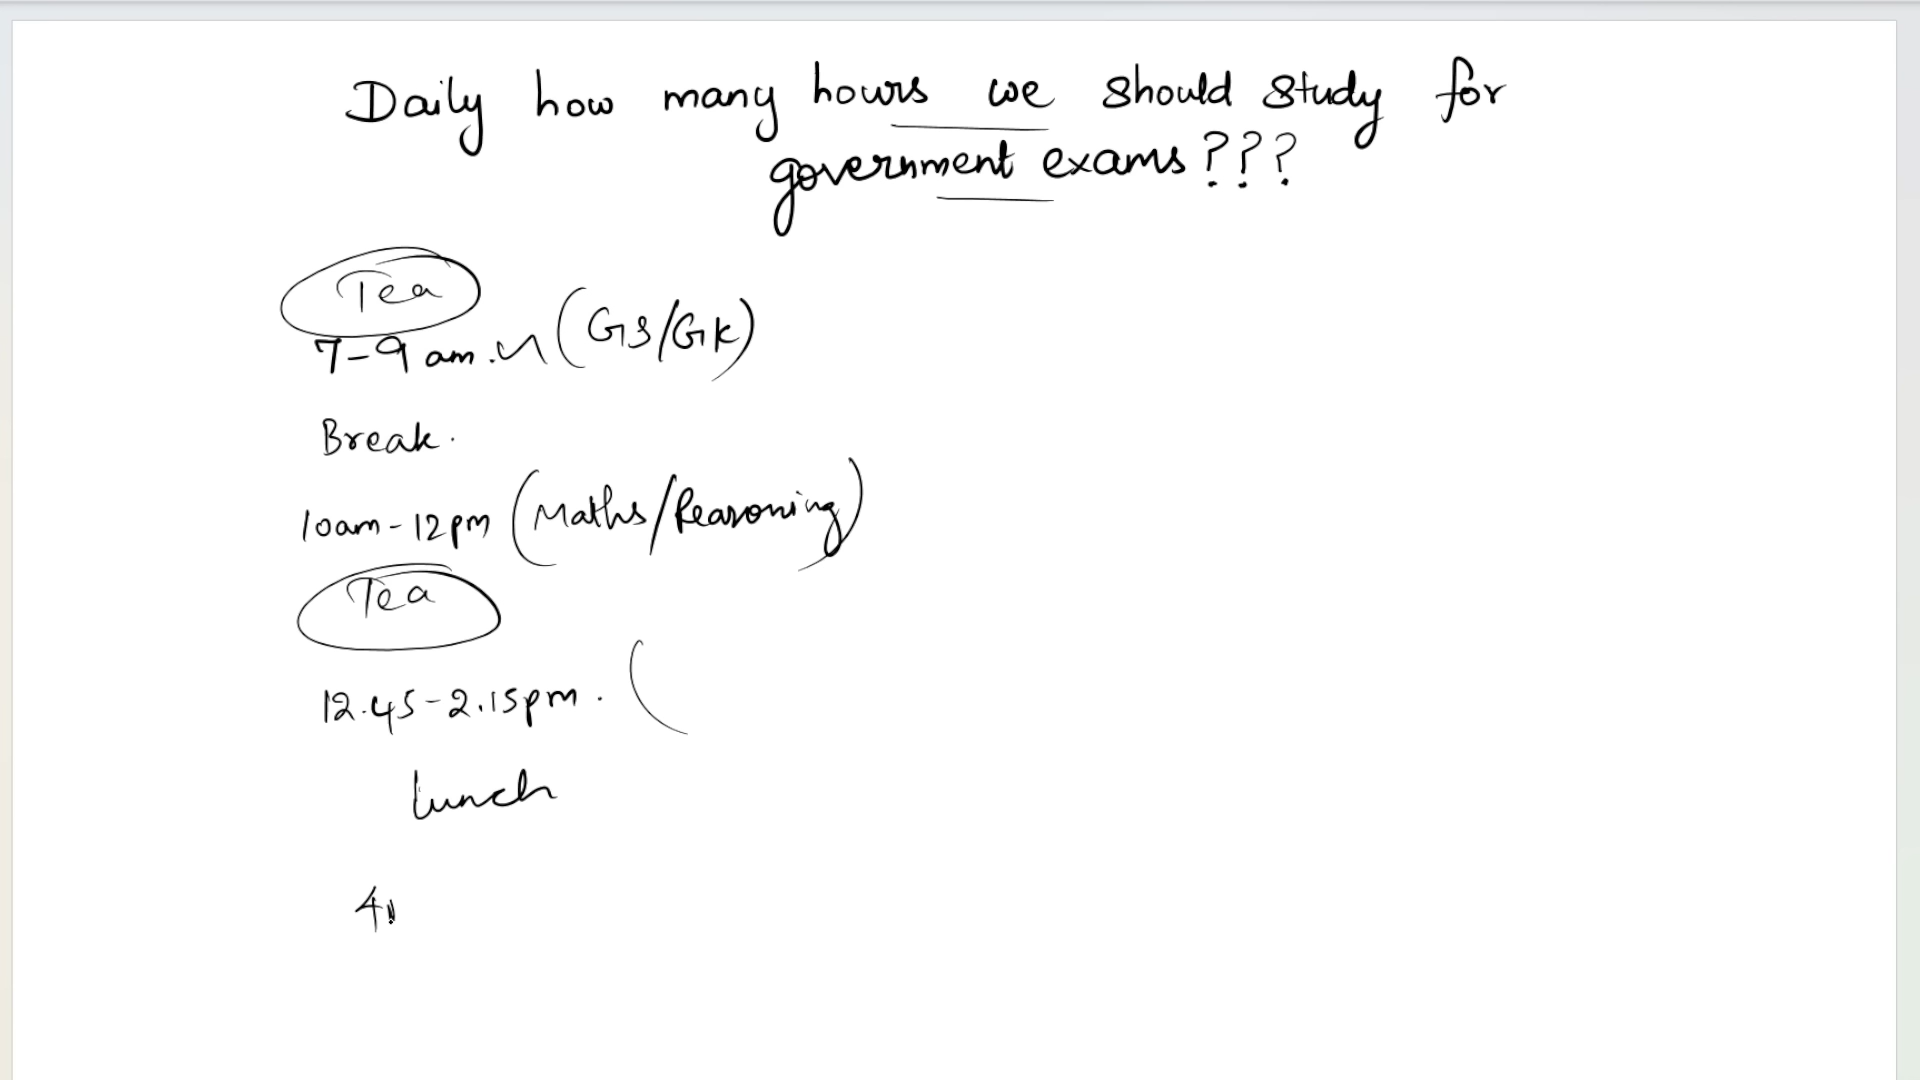 Daily how many hours we should study for
government exams???
Tea
7-9 am. (GS/GK)
Break.
10am-12pm (Maths/Reasoning)
Tea
12.45-2.15pm. (
Lunch
4